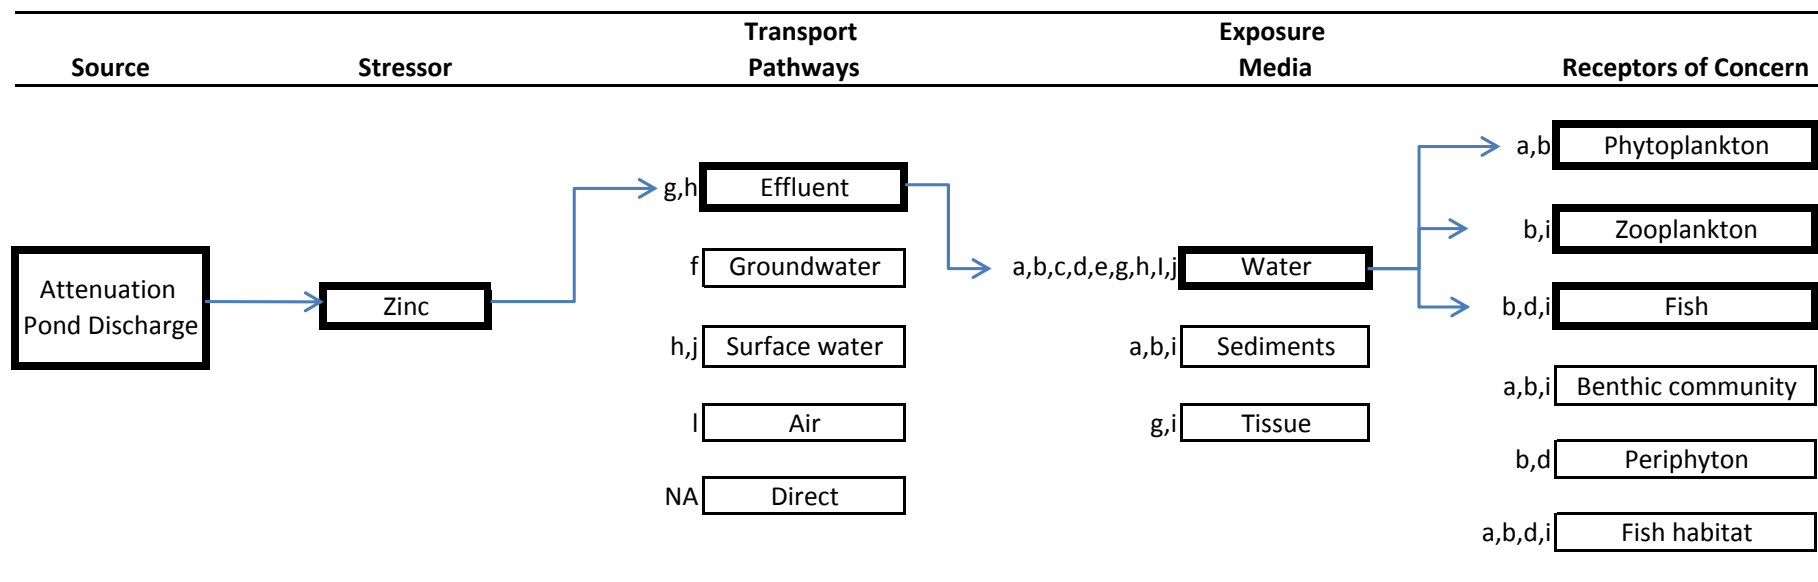 Source
Stressor
Transport
Pathways
Exposure
Media
Receptors of Concern
Attenuation
Pond Discharge
Zinc
g,h Effluent
f Groundwater
h,j Surface water
l Air
NA Direct
a,b,c,d,e,g,h,I,j Water
a,b,i Sediments
g,i Tissue
a,b Phytoplankton
b,i Zooplankton
b,d,i Fish
a,b,i Benthic community
b,d Periphyton
a,b,d,i Fish habitat